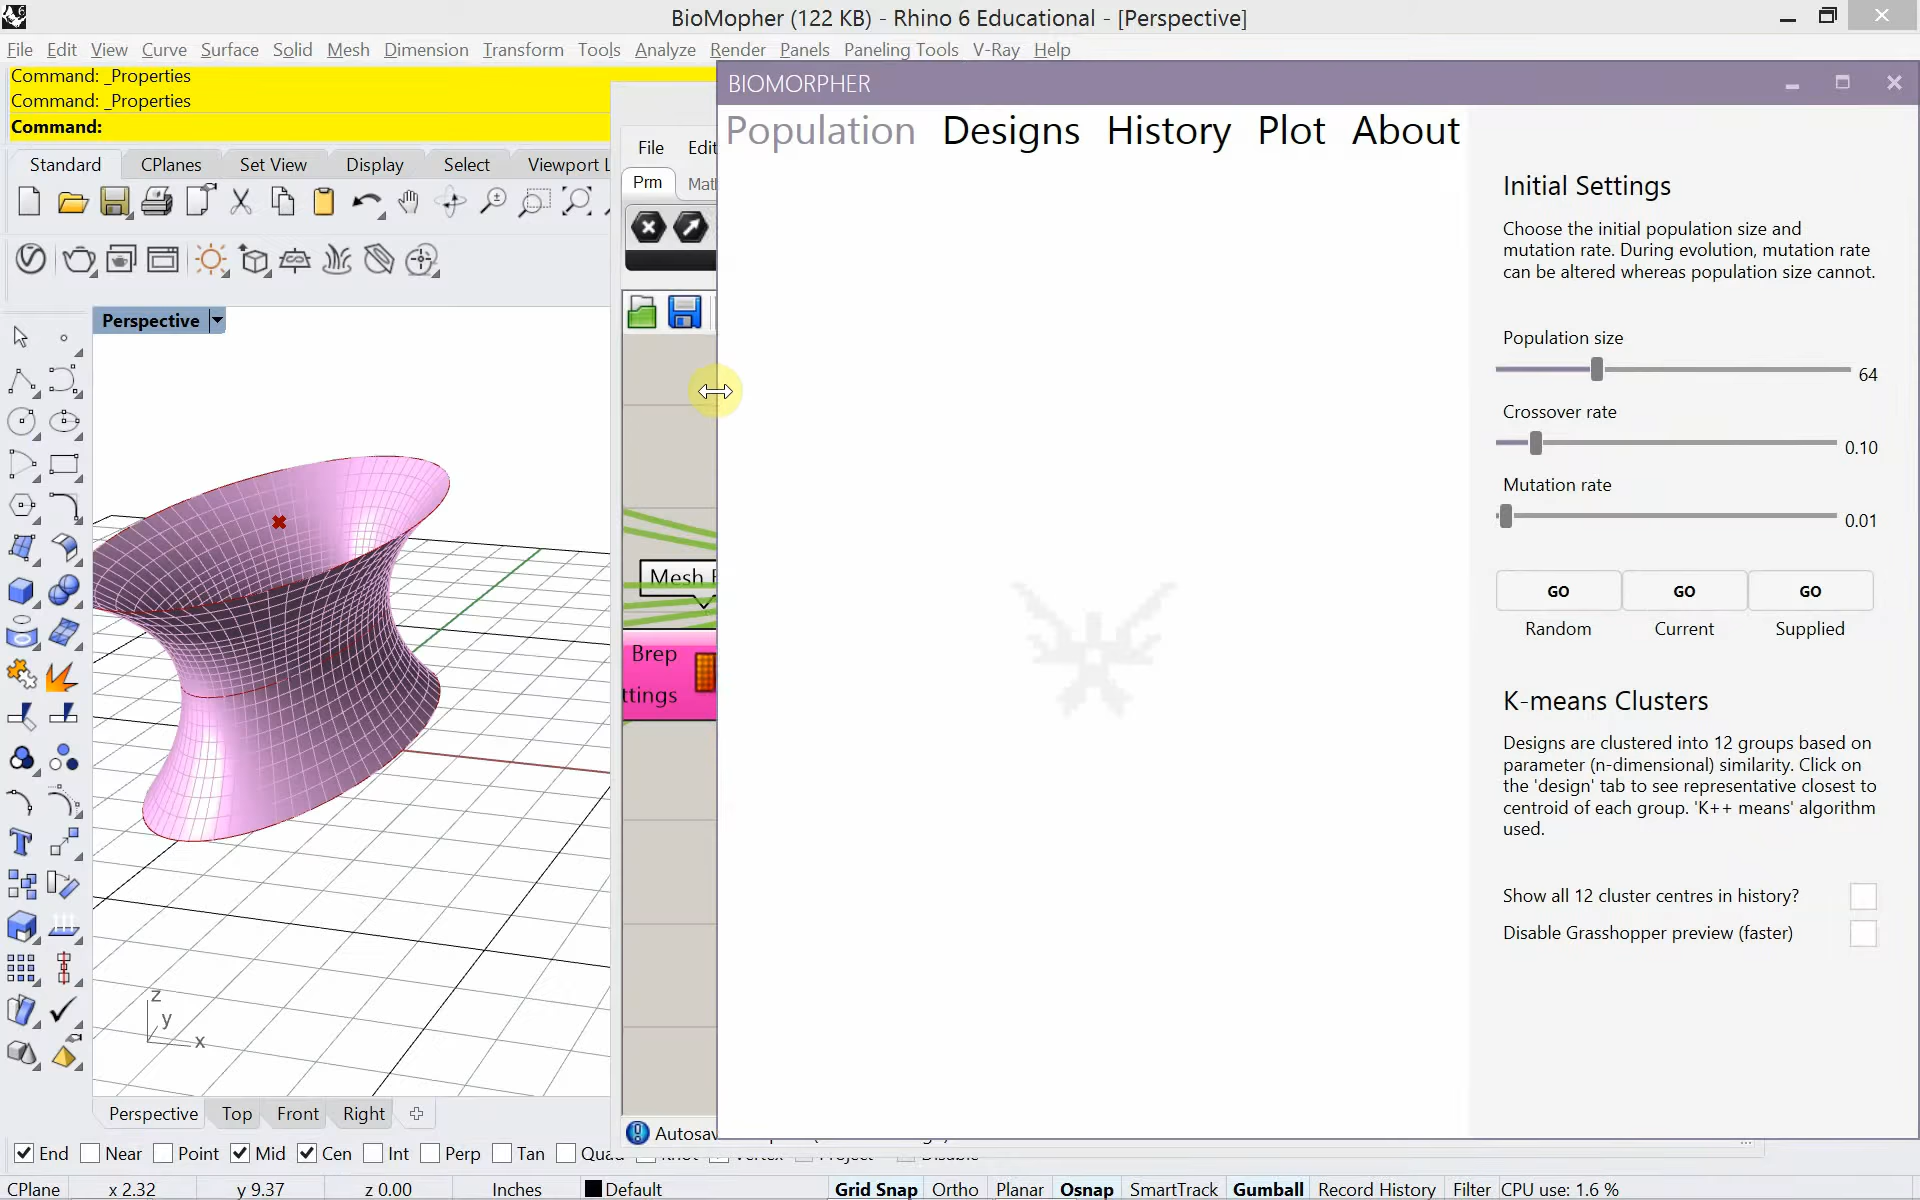 BioMopher (122 KB) - Rhino 6 Educational - [Perspective]
File Edit View Curve Surface Solid Mesh Dimension Transform Tools Analyze Render Panels Paneling Tools V-Ray Help
Command: _Properties
Command: _Properties
Command:
Standard CPlanes Set View Display Select Viewport L
Perspective
z
y
x
Perspective Top Front Right
End Near Point Mid Cen Int Perp Tan Quad
CPlane x 2.32 y 9.37 z 0.00 Inches Default Grid Snap Ortho Planar Osnap SmartTrack Gumball Record History Filter CPU use: 1.6 %
File Edit
Prm Mat
Mesh
Brep
ttings
Autosav
BIOMORPHER
Population Designs History Plot About
Initial Settings
Choose the initial population size and
mutation rate. During evolution, mutation rate
can be altered whereas population size cannot.
Population size
64
Crossover rate
0.10
Mutation rate
0.01
GO GO GO
Random Current Supplied
K-means Clusters
Designs are clustered into 12 groups based on
parameter (n-dimensional) similarity. Click on
the 'design' tab to see representative closest to
centroid of each group. 'K++ means' algorithm
used.
Show all 12 cluster centres in history?
Disable Grasshopper preview (faster)